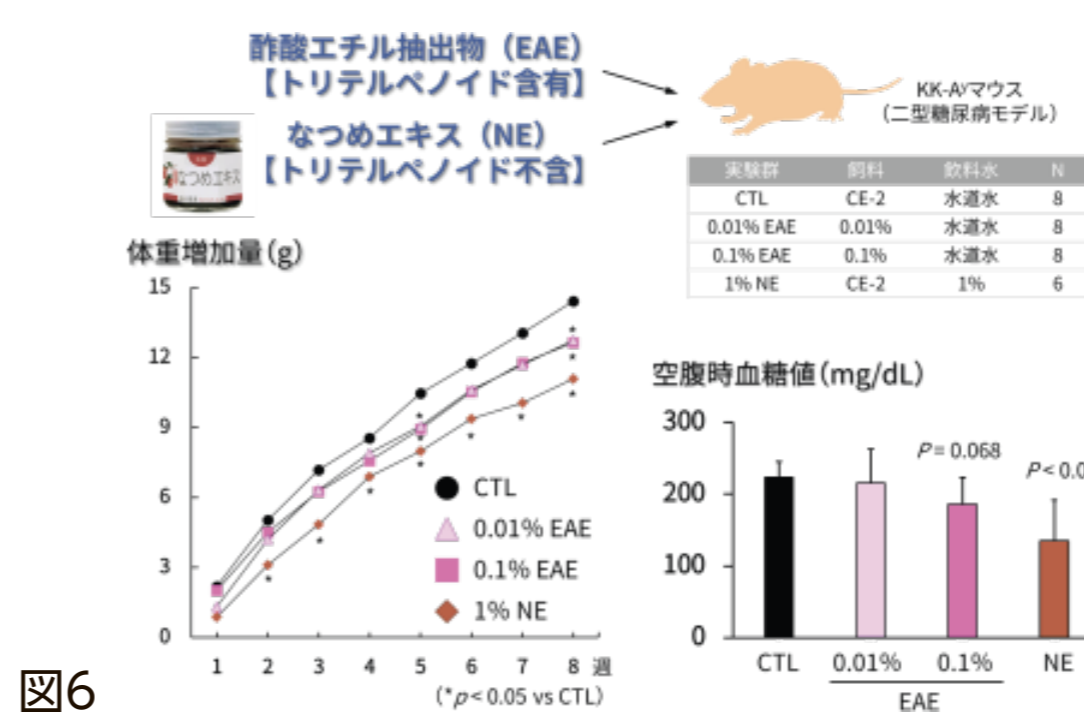 酢酸エチル抽出物（EAE）
【トリテルペノイド含有】
なつめエキス（NE）
【トリテルペノイド不含】
なつめエキス
KK-Ayマウス
（二型糖尿病モデル）
実験群 飼料 飲料水 N
CTL CE-2 水道水 8
0.01% EAE 0.01% 水道水 8
0.1% EAE 0.1% 水道水 8
1% NE CE-2 1% 6
体重増加量（g）
15
12
9
6
3
0
1 2 3 4 5 6 7 8 週
(*p< 0.05 vs CTL)
CTL
0.01% EAE
0.1% EAE
1% NE
空腹時血糖値（mg/dL）
300
200
100
0
P= 0.068
P< 0.0
CTL 0.01% 0.1% NE
EAE
図6